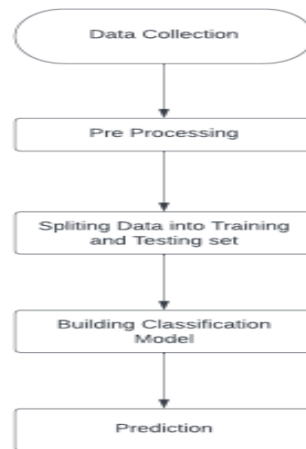 Data Collection
Pre Processing
Spliting Data into Training
and Testing set
Building Classification
Model
Prediction